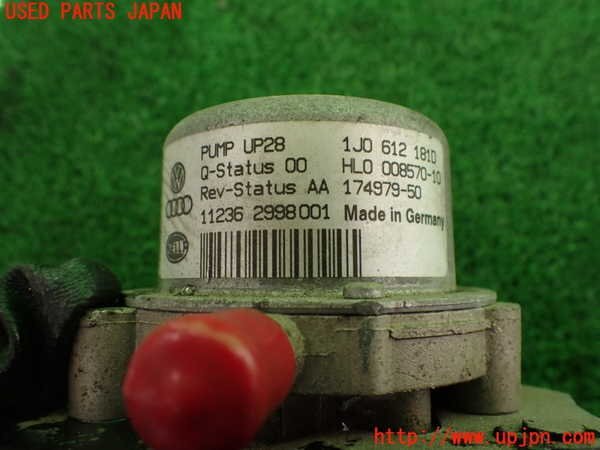 USED PARTS JAPAN
PUMP UP28 1J0 612 181D
Q-Status 00 HLO 008570-10
Rev-Status AA 174979-50
11236 2998001 Made in Germany
http://www.upjpn.com